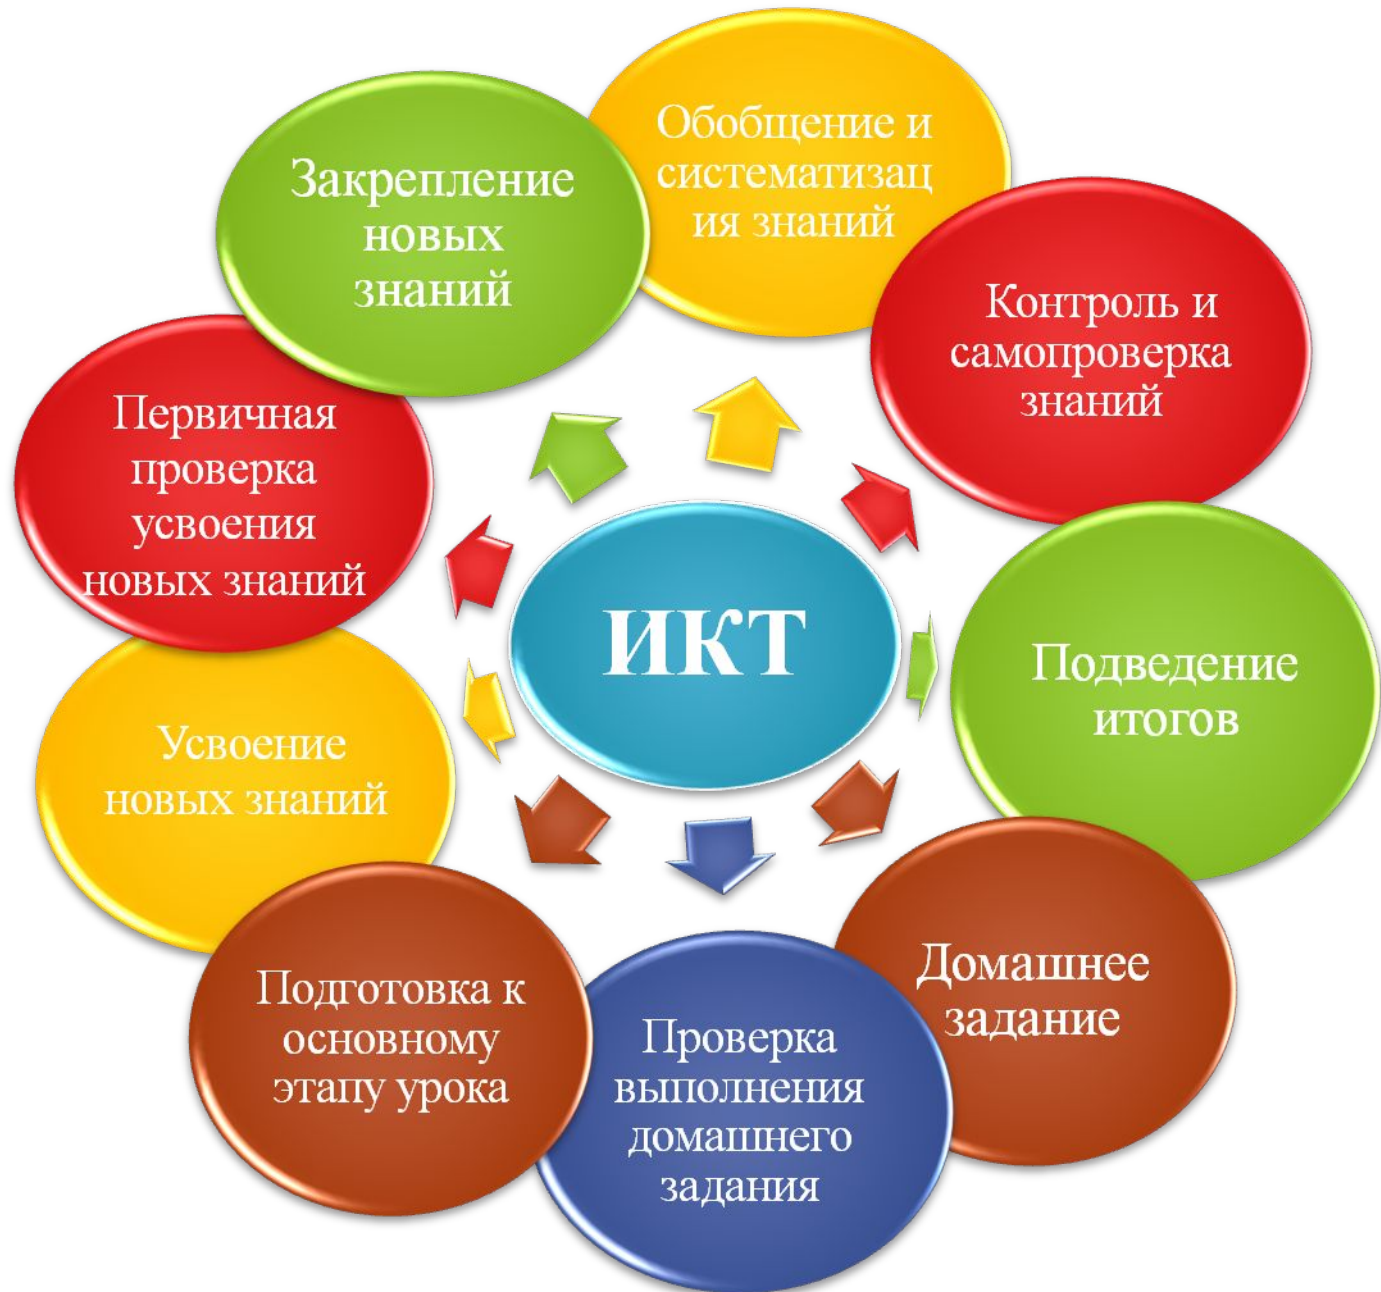 Обобщение и
систематизац
ия знаний
Закрепление
новых
знаний
Контроль и
самопроверка
знаний
Первичная
проверка
усвоения
новых знаний
ИКТ
Подведение
итогов
Усвоение
новых знаний
Домашнее
задание
Подготовка к
основному
этапу урока
Проверка
выполнения
домашнего
задания